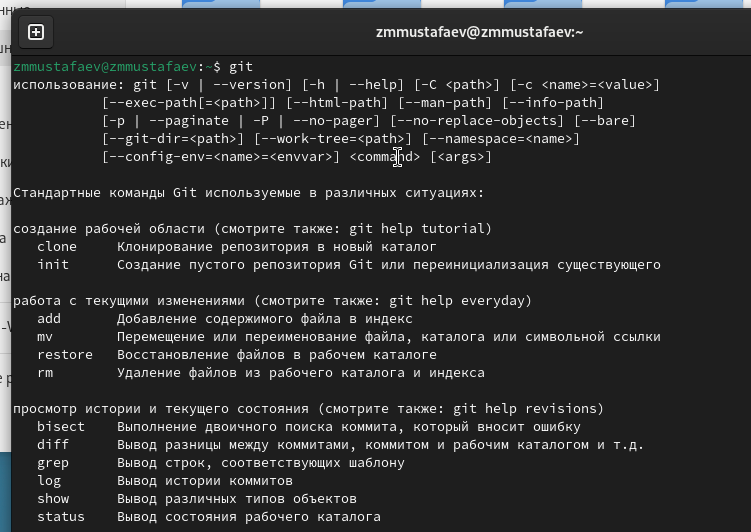 zmmustafaev@zmmustafaev:~
zmmustafaev@zmmustafaev:~$ git
использование: git [-v | --version] [-h | --help] [-C <path>] [-c <name>=<value>]
[--exec-path[=<path>]] [--html-path] [--man-path] [--info-path]
[-p | --paginate | -P | --no-pager] [--no-replace-objects] [--bare]
[--git-dir=<path>] [--work-tree=<path>] [--namespace=<name>]
[--config-env=<name>=<envvar>] <command> [<args>]
Стандартные команды Git используемые в различных ситуациях:
создание рабочей области (смотрите также: git help tutorial)
clone Клонирование репозитория в новый каталог
init Создание пустого репозитория Git или переинициализация существующего
работа с текущими изменениями (смотрите также: git help everyday)
add Добавление содержимого файла в индекс
mv Перемещение или переименование файла, каталога или символьной ссылки
restore Восстановление файлов в рабочем каталоге
rm Удаление файлов из рабочего каталога и индекса
просмотр истории и текущего состояния (смотрите также: git help revisions)
bisect Выполнение двоичного поиска коммита, который вносит ошибку
diff Вывод разницы между коммитами, коммитом и рабочим каталогом и т.д.
grep Вывод строк, соответствующих шаблону
log Вывод истории коммитов
show Вывод различных типов объектов
status Вывод состояния рабочего каталога